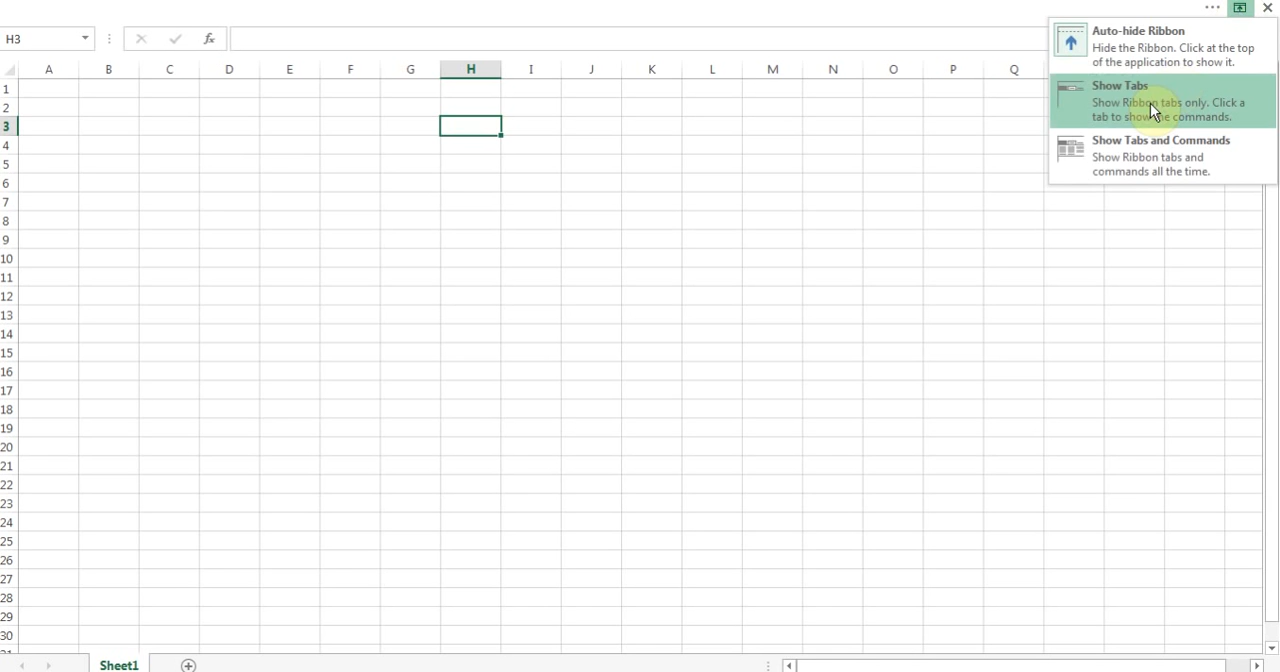 H3
fx
A B C D E F G H I J K L M N O P Q
Auto-hide Ribbon
Hide the Ribbon. Click at the top
of the application to show it.
Show Tabs
Show Ribbon tabs only. Click a
tab to show the commands.
Show Tabs and Commands
Show Ribbon tabs and
commands all the time.
1
2
3
4
5
6
7
8
9
10
11
12
13
14
15
16
17
18
19
20
21
22
23
24
25
26
27
28
29
30
Sheet1